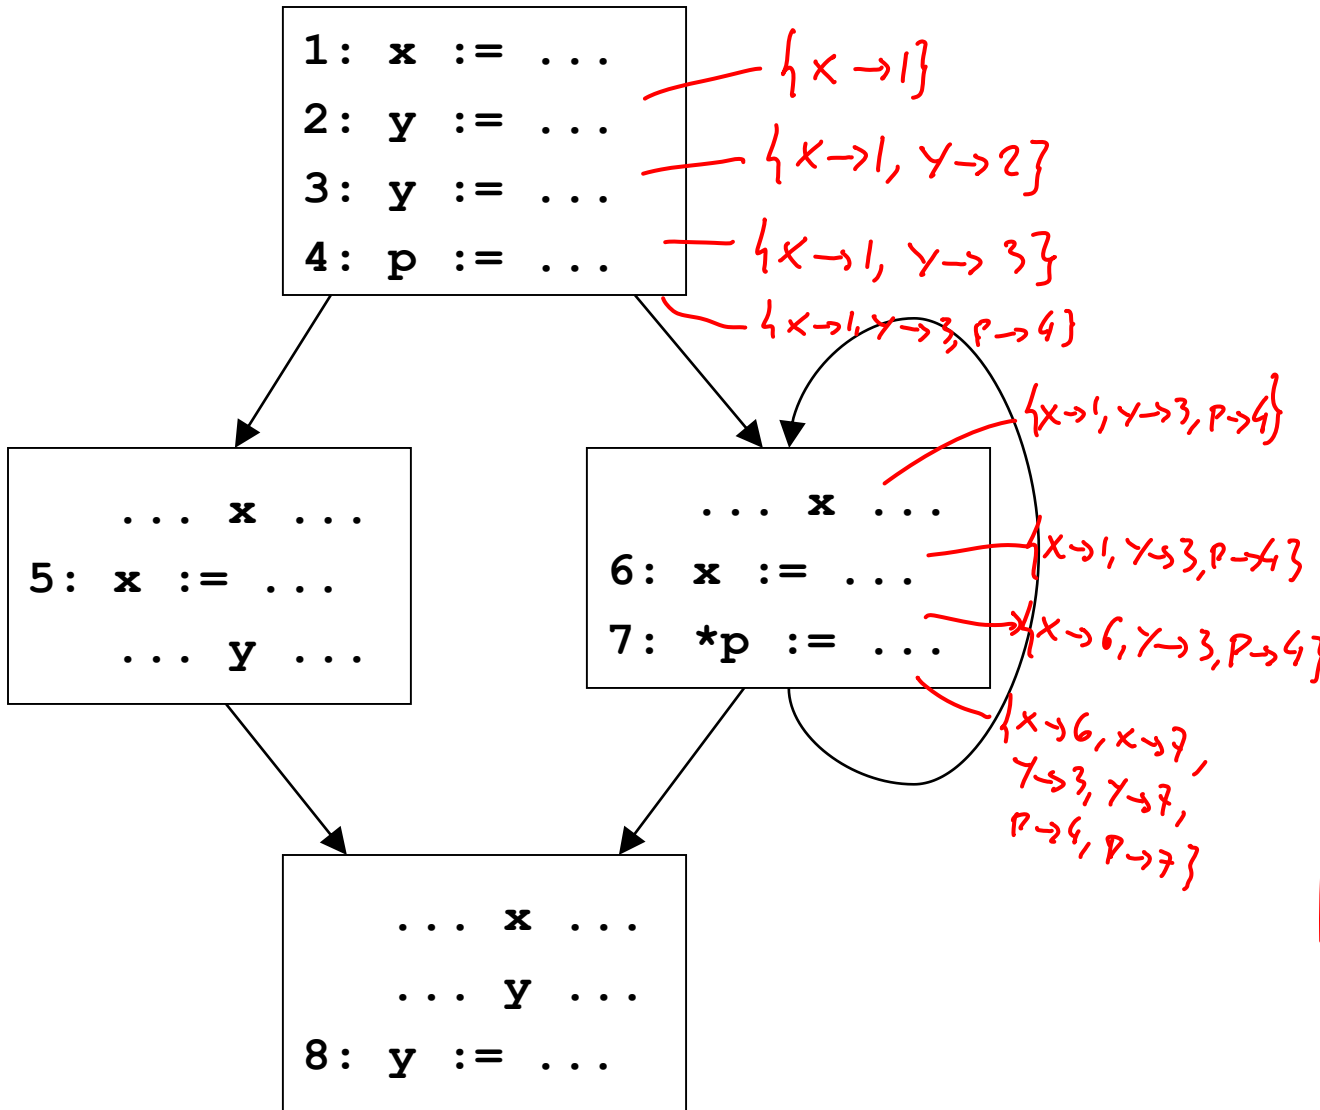 1: x := ...
{x→1}
2: y := ...
{x→1, y→2}
3: y := ...
{x→1, y→3}
4: p := ...
{x→1, y→3, p→4}
{x→1, y→3, p→4}
... x ...
5: x := ...
... y ...
... x ...
{x→1, y→3, p→4}
6: x := ...
{x→6, y→3, p→4}
7: *p := ...
{x→6, x→7,
y→3, y→7,
p→4, p→7}
... x ...
... y ...
8: y := ...